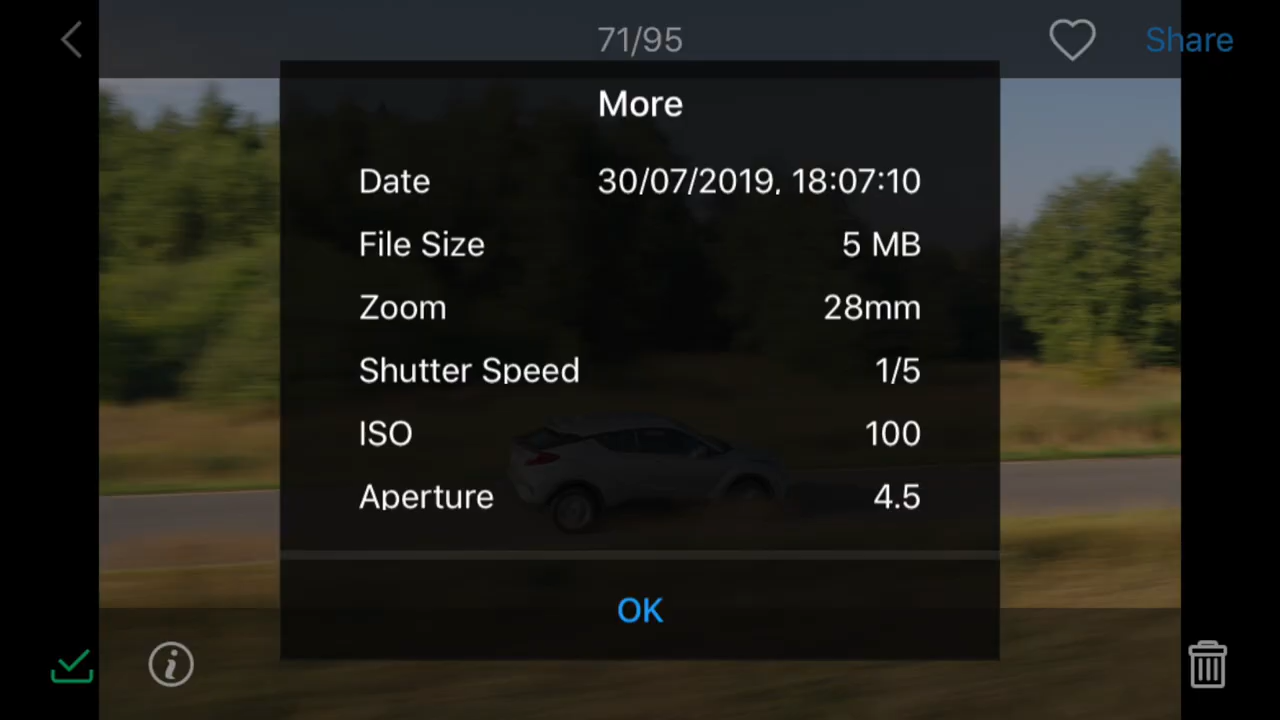 71/95
Share
More
Date 30/07/2019, 18:07:10
File Size 5 MB
Zoom 28mm
Shutter Speed 1/5
ISO 100
Aperture 4.5
OK